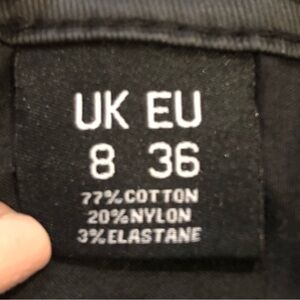 UK EU
8 36
77%COTTON
20%NYLON
3%ELASTANE